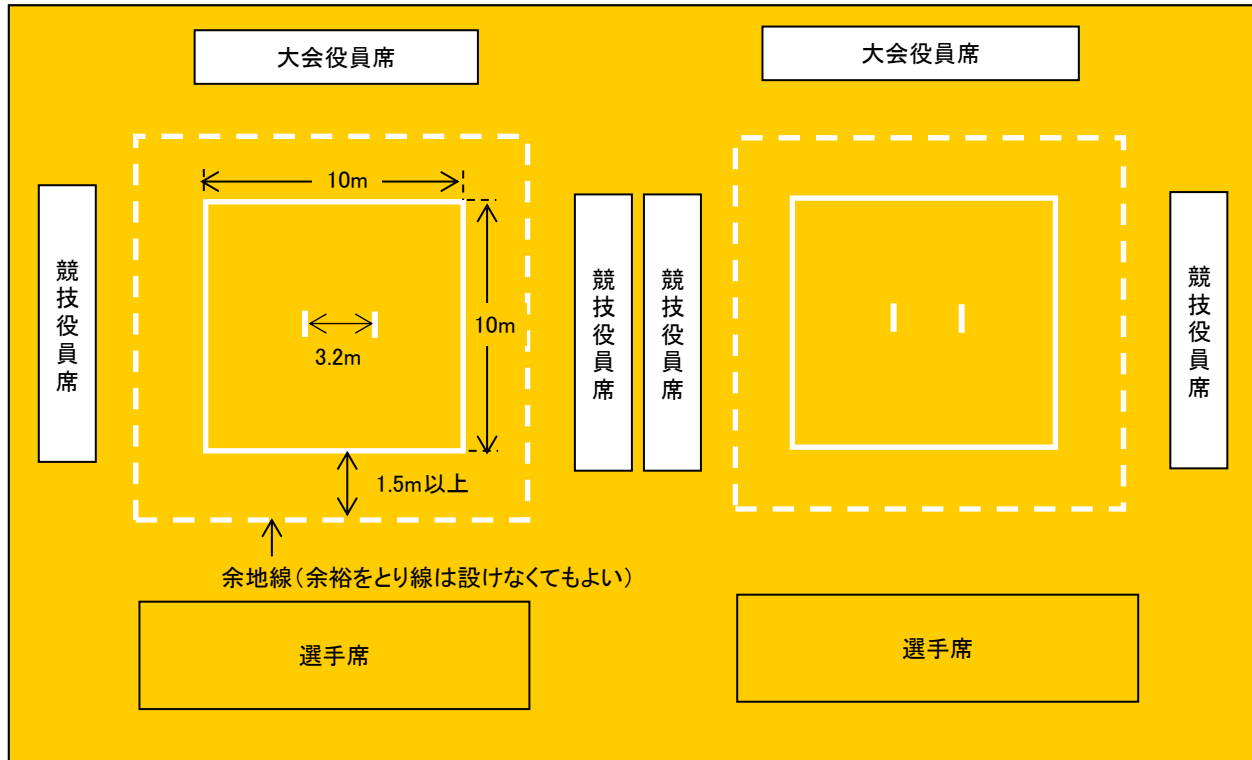 大会役員席
大会役員席
10m
競技役員席
10m
3.2m
1.5m以上
競技役員席
競技役員席
競技役員席
余地線(余裕をとり線は設けなくてもよい)
選手席
選手席